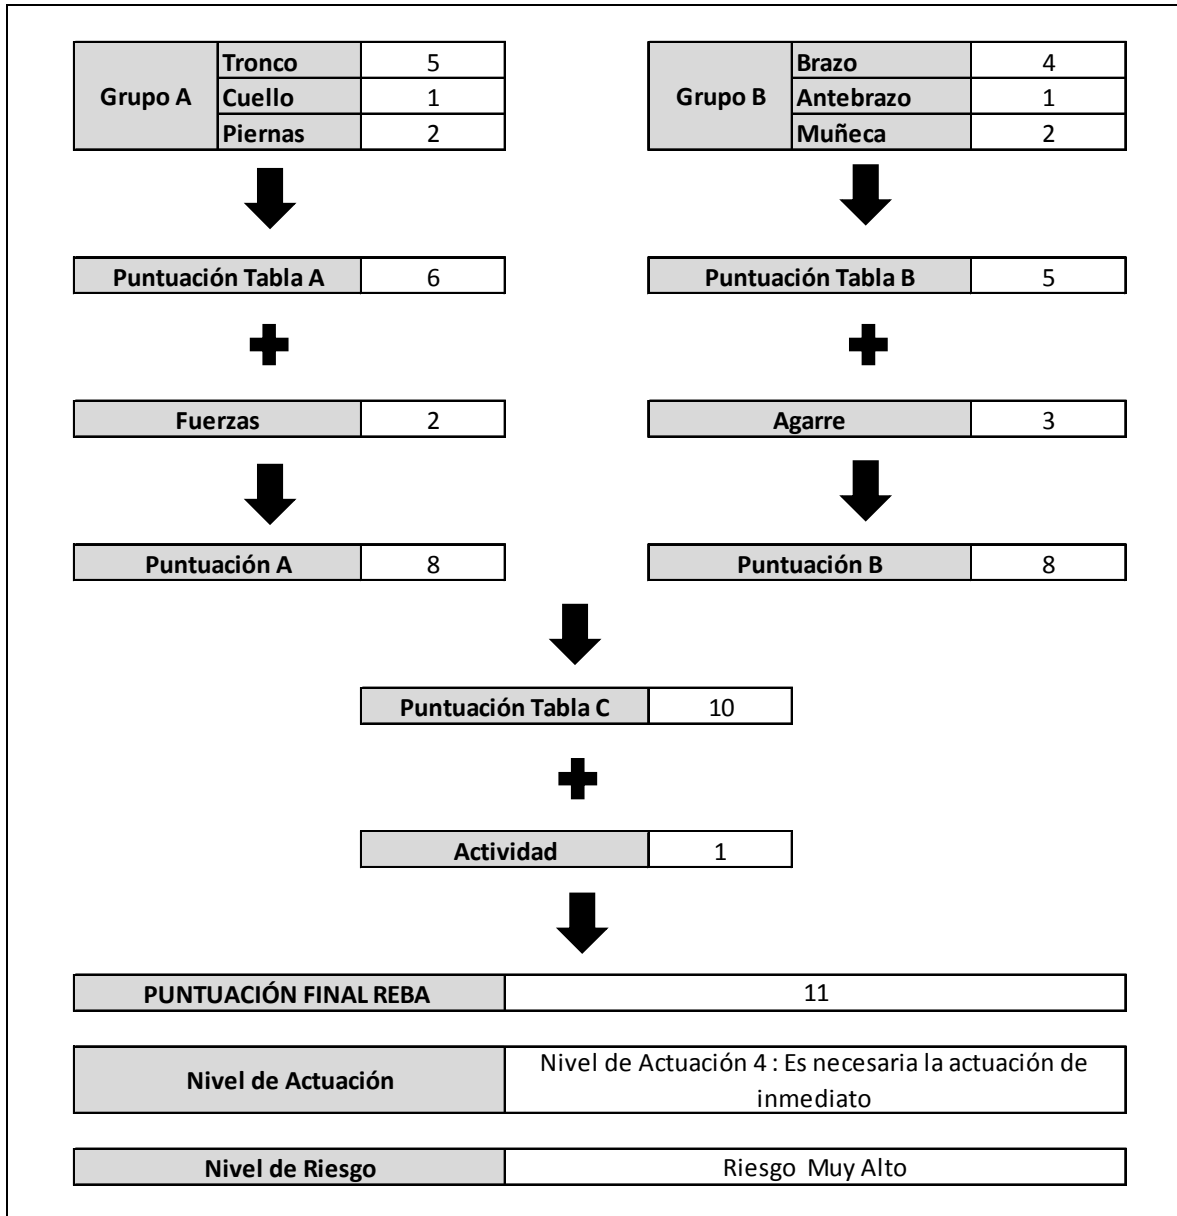 Grupo A
Tronco 5
Cuello 1
Piernas 2
Grupo B
Brazo 4
Antebrazo 1
Muñeca 2
Puntuación Tabla A 6
Puntuación Tabla B 5
Fuerzas 2
Agarre 3
Puntuación A 8
Puntuación B 8
Puntuación Tabla C 10
Actividad 1
PUNTUACIÓN FINAL REBA 11
Nivel de Actuación
Nivel de Actuación 4 : Es necesaria la actuación de
inmediato
Nivel de Riesgo Riesgo Muy Alto